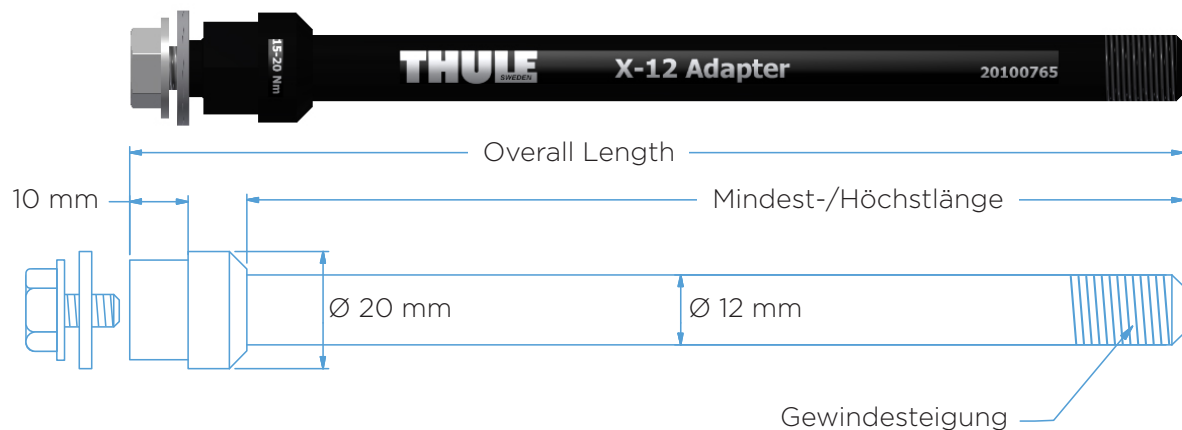 15-20 Nm
THULE
SWEDEN
X-12 Adapter
20100765
Overall Length
10 mm
Mindest-/Höchstlänge
Ø 20 mm
Ø 12 mm
Gewindesteigung